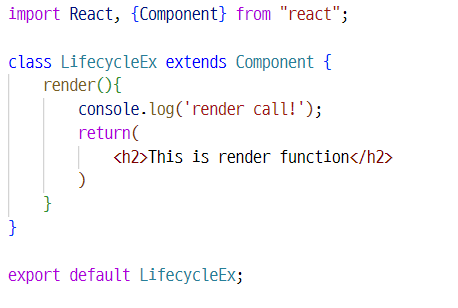 import React, {Component} from "react";
class LifecycleEx extends Component {
render(){
console.log('render call!');
return(
<h2>This is render function</h2>
)
}
}
export default LifecycleEx;